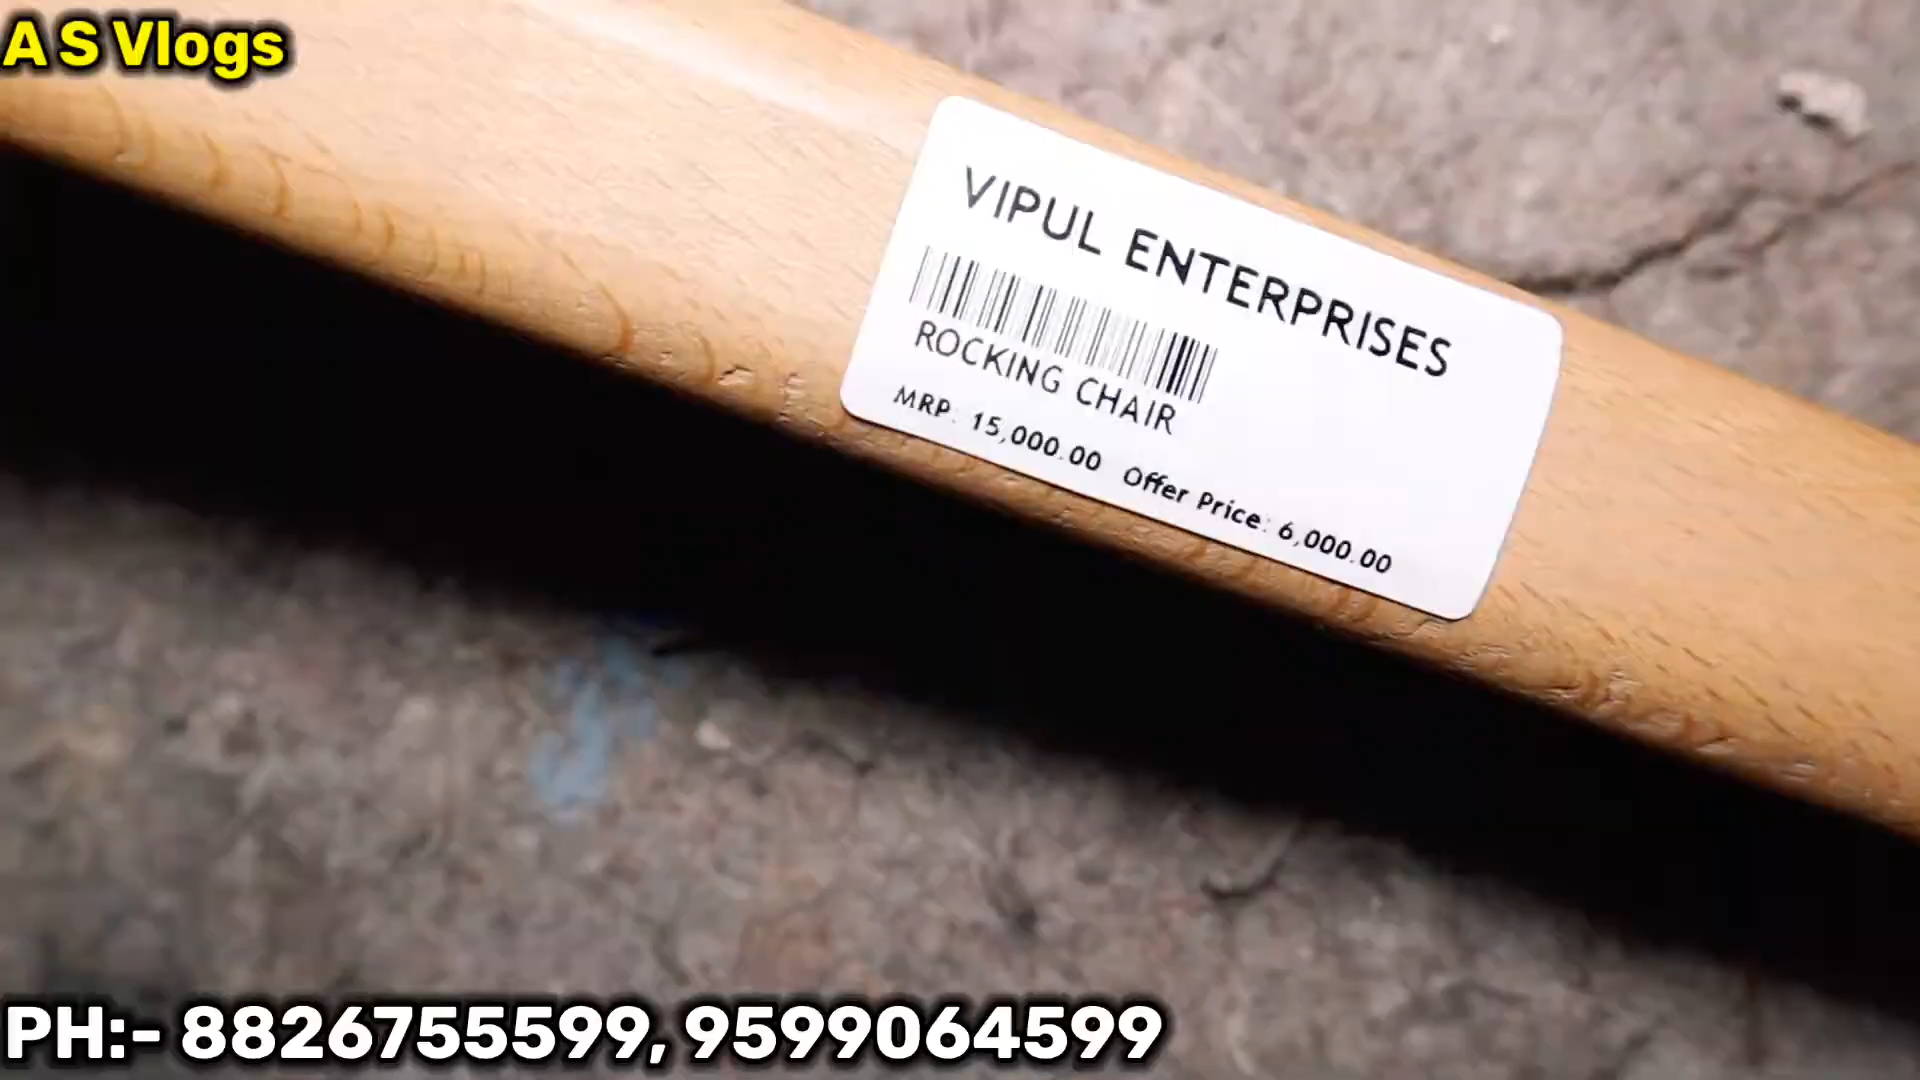 A S Vlogs
VIPUL ENTERPRISES
ROCKING CHAIR
MRP: 15,000.00 Offer Price: 6,000.00
PH:- 8826755599, 9599064599